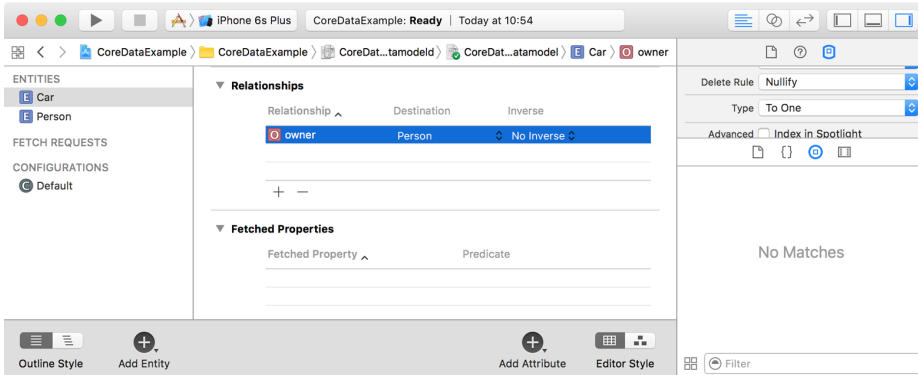 iPhone 6s Plus
CoreDataExample: Ready | Today at 10:54
CoreDataExample
CoreDataExample
CoreDat...tamodeld
CoreDat...atamodel
E Car
O owner
ENTITIES
E Car
E Person
FETCH REQUESTS
CONFIGURATIONS
C Default
Relationships
Relationship Destination Inverse
O owner Person No Inverse
+ −
Fetched Properties
Fetched Property Predicate
Delete Rule Nullify
Type To One
Advanced Index in Spotlight
{}
No Matches
Outline Style
Add Entity
Add Attribute
Editor Style
Filter